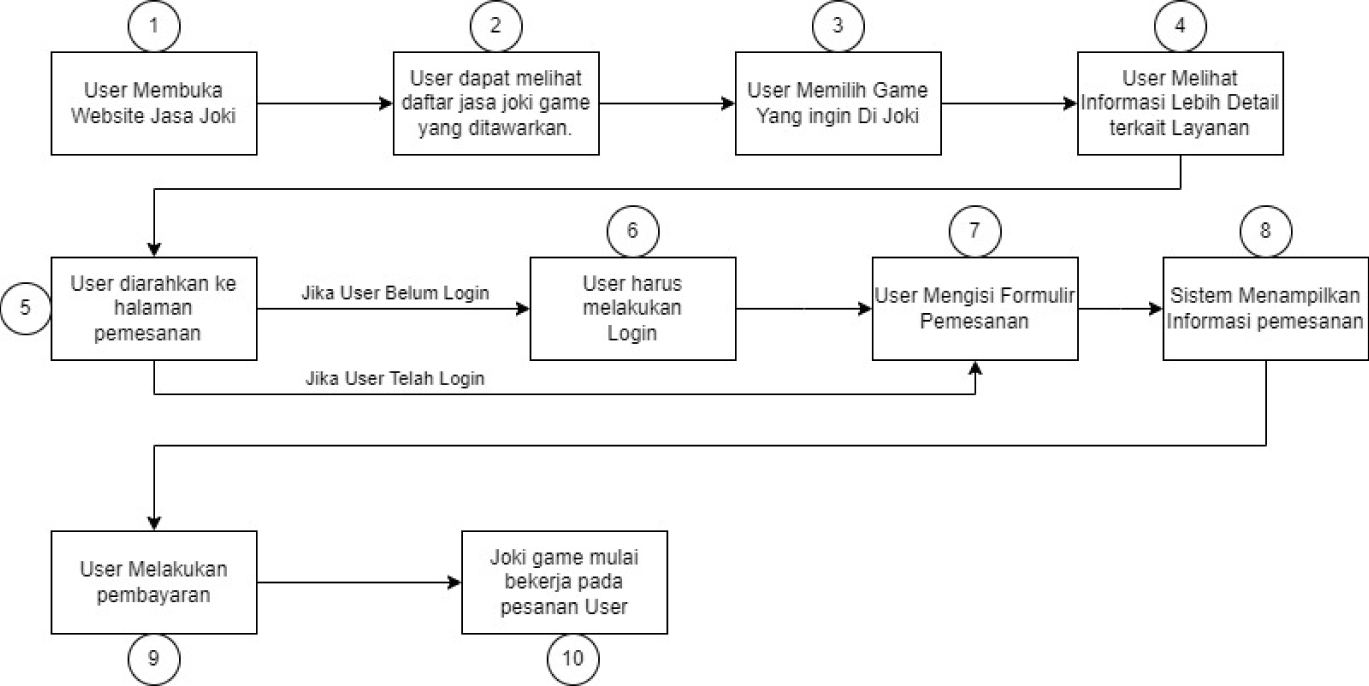 1
User Membuka
Website Jasa Joki
2
User dapat melihat
daftar jasa joki game
yang ditawarkan.
3
User Memilih Game
Yang ingin Di Joki
4
User Melihat
Informasi Lebih Detail
terkait Layanan
5
User diarahkan ke
halaman
pemesanan
Jika User Belum Login
Jika User Telah Login
6
User harus
melakukan
Login
7
User Mengisi Formulir
Pemesanan
8
Sistem Menampilkan
Informasi pemesanan
User Melakukan
pembayaran
9
Joki game mulai
bekerja pada
pesanan User
10